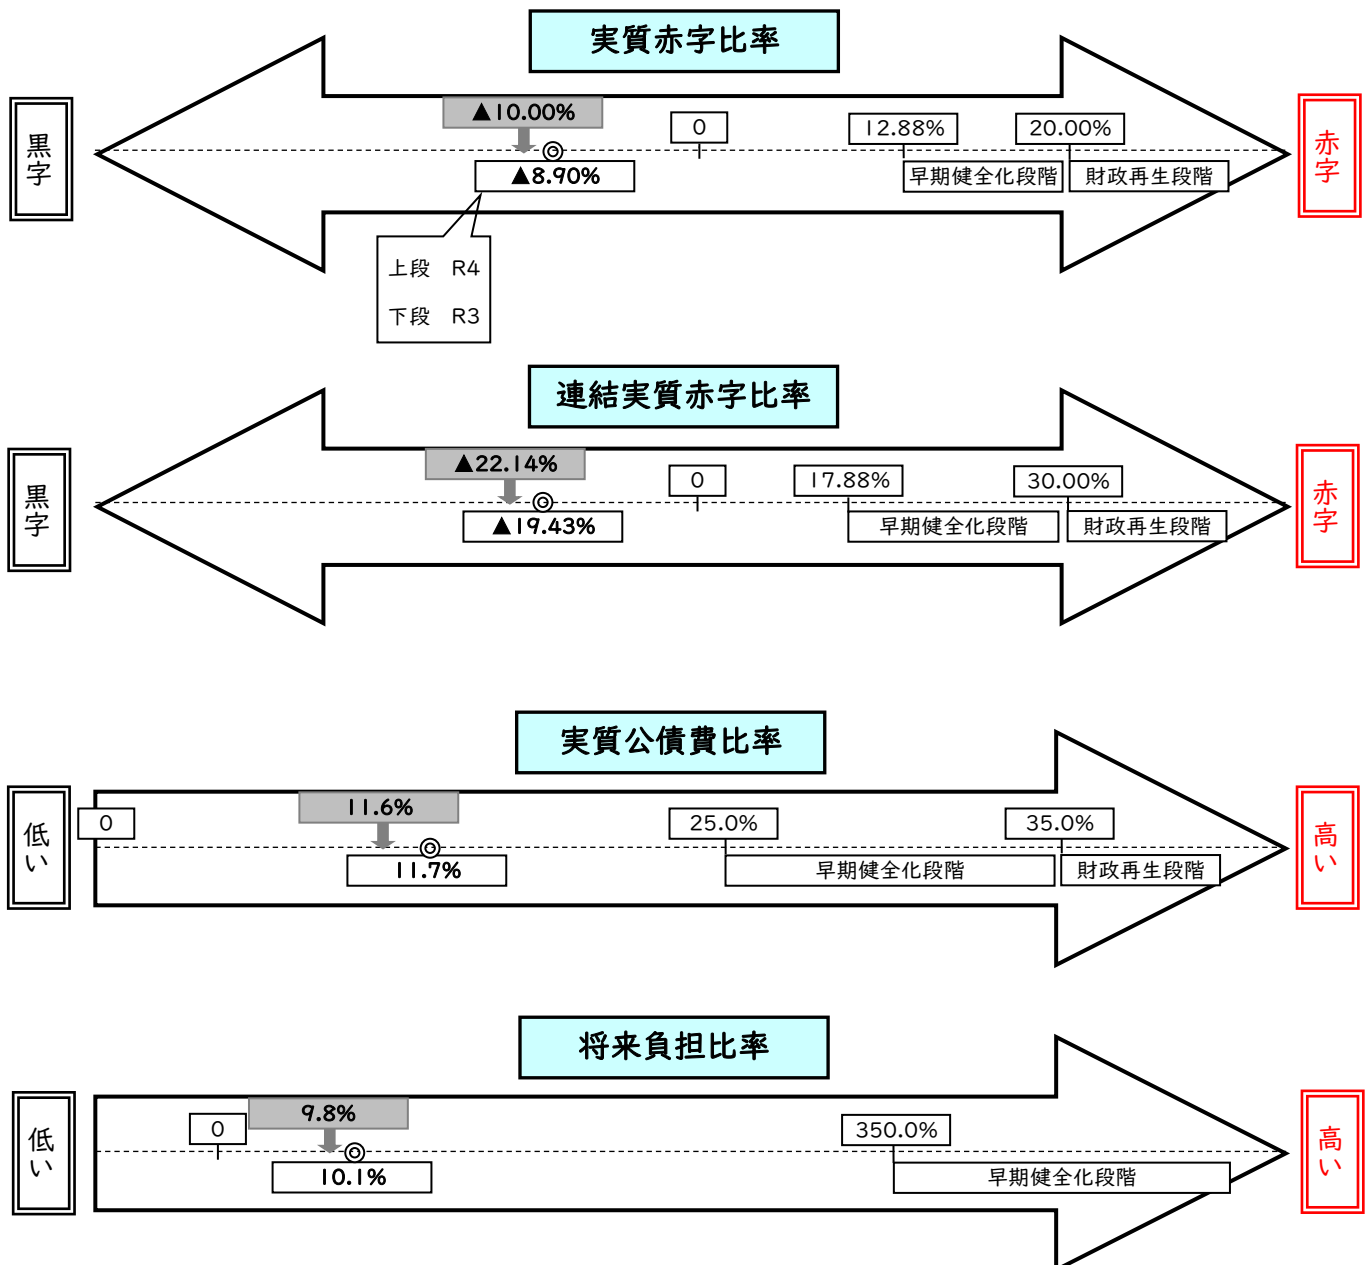 実質赤字比率
黒字
▲10.00%
0
12.88%
20.00%
赤字
▲8.90%
早期健全化段階
財政再生段階
上段　R4
下段　R3
連結実質赤字比率
黒字
▲22.14%
0
17.88%
30.00%
赤字
▲19.43%
早期健全化段階
財政再生段階
実質公債費比率
低い
0
11.6%
25.0%
35.0%
高い
11.7%
早期健全化段階
財政再生段階
将来負担比率
低い
0
9.8%
350.0%
高い
10.1%
早期健全化段階